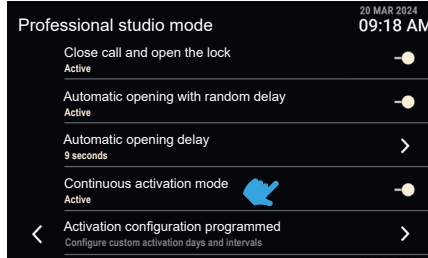 20 MAR 2024
Professional studio mode
09:18 AM
Close call and open the lock
Active
Automatic opening with random delay
Active
Automatic opening delay
9 seconds
Continuous activation mode
Active
Activation configuration programmed
Configure custom activation days and intervals